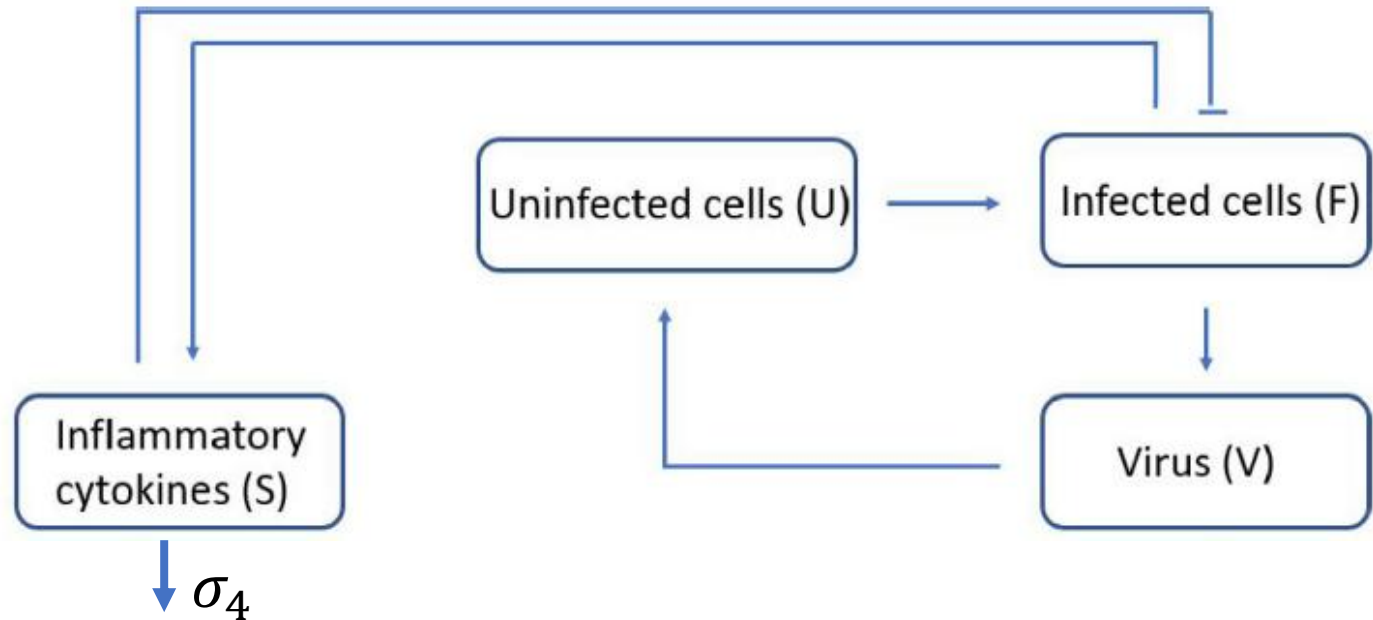 Uninfected cells (U)
Infected cells (F)
Inflammatory
cytokines (S)
Virus (V)
σ₄